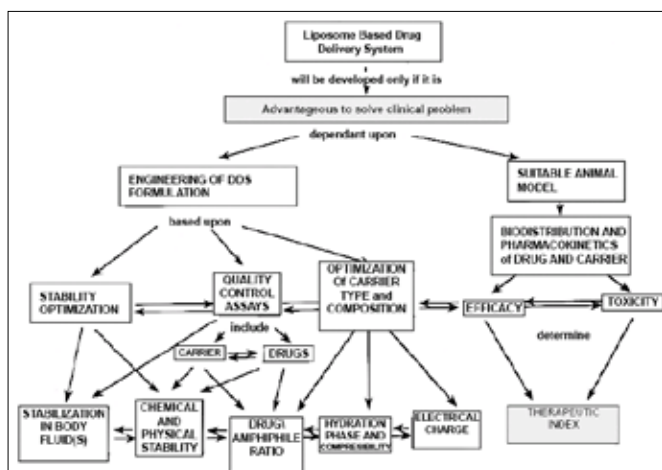 Liposome Based Drug
Delivery System
will be developed only if it is
Advantageous to solve clinical problem
dependant upon
ENGINEERING OF DDS
FORMULATION
SUITABLE ANIMAL
MODEL
based upon
BIODISTRIBUTION AND
PHARMACOKINETICS
of DRUG AND CARRIER
STABILITY
OPTIMIZATION
QUALITY
CONTROL
ASSAYS
OPTIMIZATION
Of CARRIER
TYPE and
COMPOSITION
EFFICACY
TOXICITY
include
determine
CARRIER
DRUGS
STABILIZATION
IN BODY
FLUID(S)
CHEMICAL
AND
PHYSICAL
STABILITY
DRUG\
AMPHIPHILE
RATIO
HYDRATION
PHASE AND
COMPRESIBILITY
ELECTRICAL
CHARGE
THERAPEUTIC
INDEX